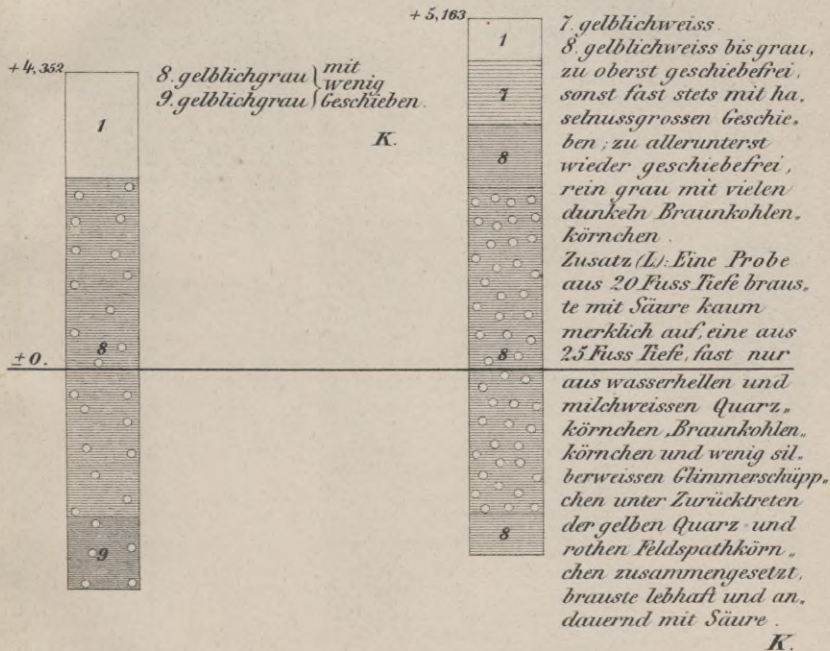 +4,352
1
8
±0.
9
8. gelblichgrau } mit
wenig
9. gelblichgrau } Geschieben.
K.
+5,163
1
7
8
8
8
7. gelblichweiss.
8. gelblichweiss bis grau,
zu oberst geschiebefrei,
sonst fast stets mit ha„
selnussgrossen Geschie„
ben; zu allerunterst
wieder geschiebefrei,
rein grau mit vielen
dunkeln Braunkohlen„
körnchen.
Zusatz (L): Eine Probe
aus 20 Fuss Tiefe braus„
te mit Säure kaum
merklich auf, eine aus
25 Fuss Tiefe, fast nur
aus wasserhellen und
milchweissen Quarz„
körnchen, Braunkohlen„
körnchen und wenig sil„
berweissen Glimmerschüpp„
chen unter Zurücktreten
der gelben Quarz- und
rothen Feldspathkörn„
chen zusammengesetzt,
brauste lebhaft und an„
dauernd mit Säure.
K.